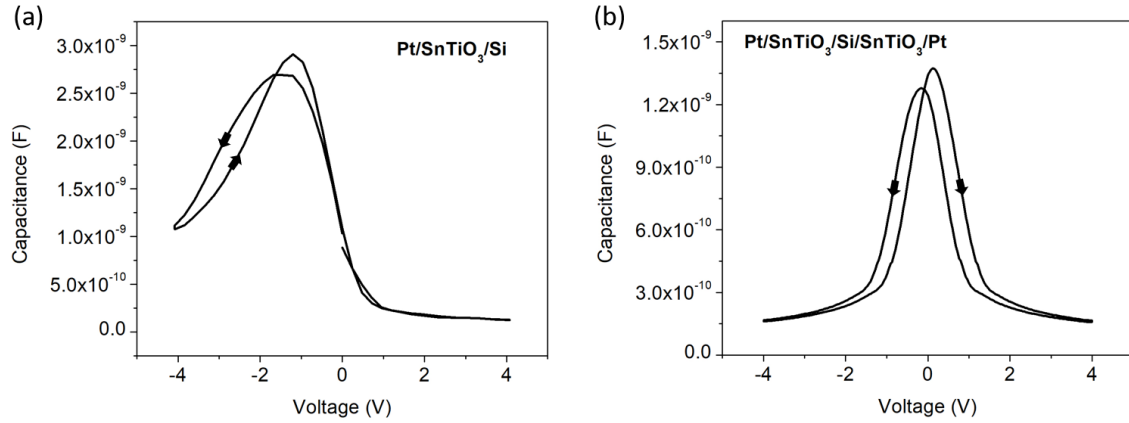 (a)
Pt/SnTiO₃/Si
3.0x10⁻⁹
2.5x10⁻⁹
2.0x10⁻⁹
1.5x10⁻⁹
1.0x10⁻⁹
5.0x10⁻¹⁰
0.0
Capacitance (F)
-4
-2
0
2
4
Voltage (V)
(b)
Pt/SnTiO₃/Si/SnTiO₃/Pt
1.5x10⁻⁹
1.2x10⁻⁹
9.0x10⁻¹⁰
6.0x10⁻¹⁰
3.0x10⁻¹⁰
0.0
Capacitance (F)
-4
-2
0
2
4
Voltage (V)